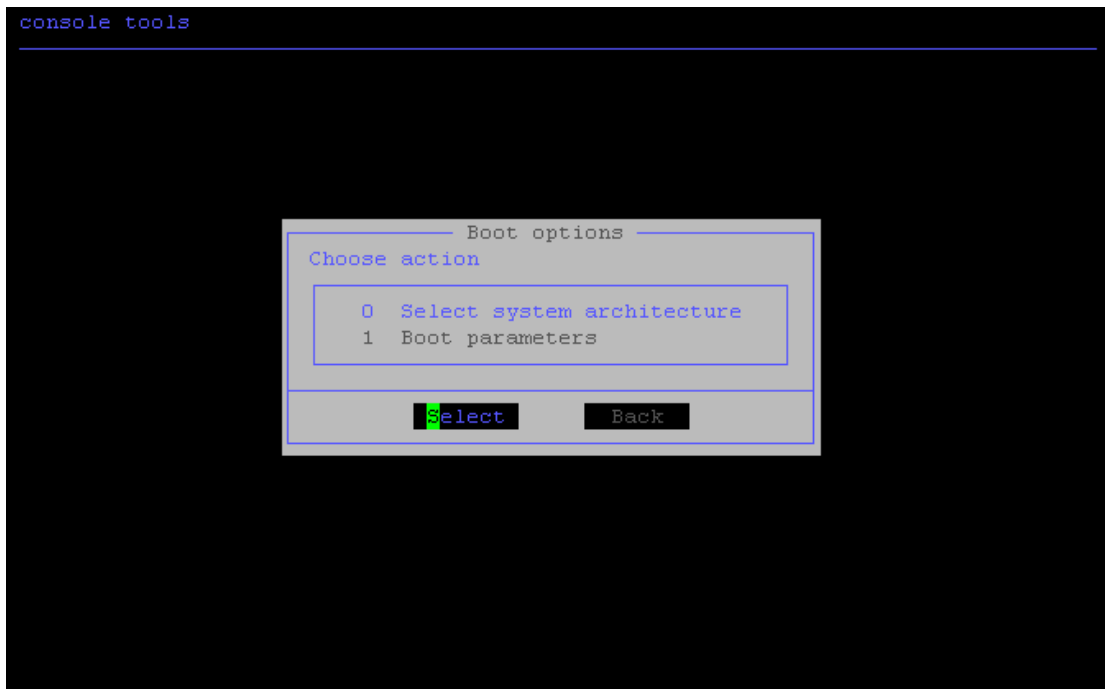 console tools
Boot options
Choose action
0 Select system architecture
1 Boot parameters
Select Back